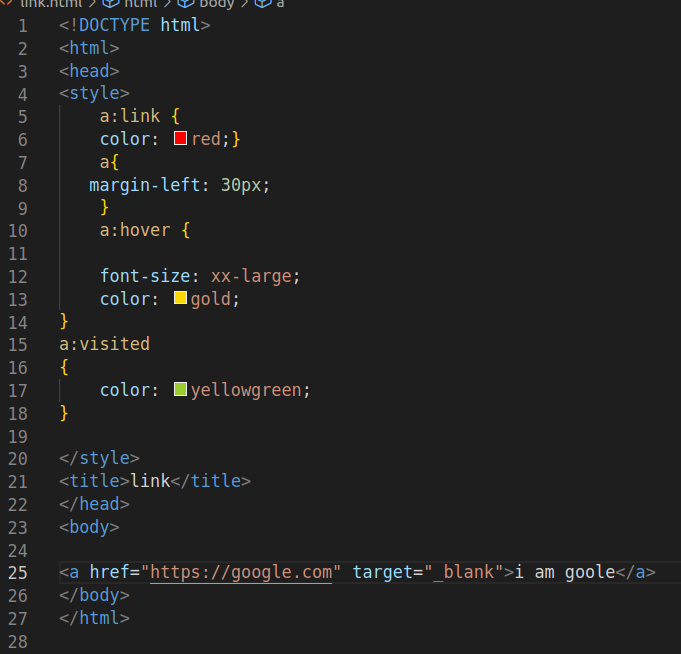 link.html > html > body > a
1 <!DOCTYPE html>
2 <html>
3 <head>
4 <style>
5     a:link {
6     color: red;}
7     a{
8    margin-left: 30px;
9     }
10     a:hover {
11
12     font-size: xx-large;
13     color: gold;
14 }
15 a:visited
16 {
17     color: yellowgreen;
18 }
19
20 </style>
21 <title>link</title>
22 </head>
23 <body>
24
25 <a href="https://google.com" target="_blank">i am goole</a>
26 </body>
27 </html>
28